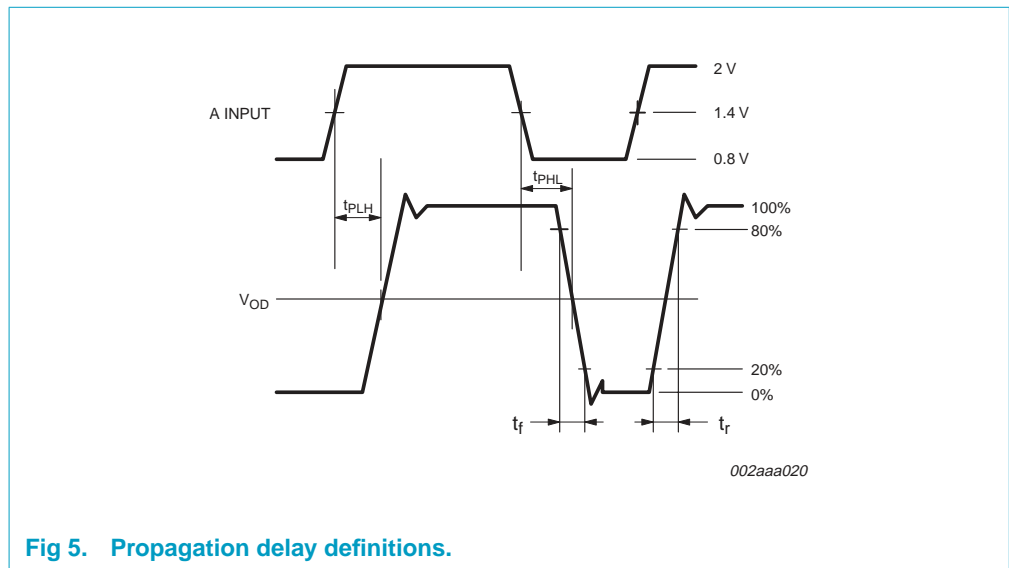 2 V
A INPUT
1.4 V
0.8 V
tPHL
tPLH
100%
80%
VOD
20%
0%
tf
tr
002aaa020
Fig 5. Propagation delay definitions.